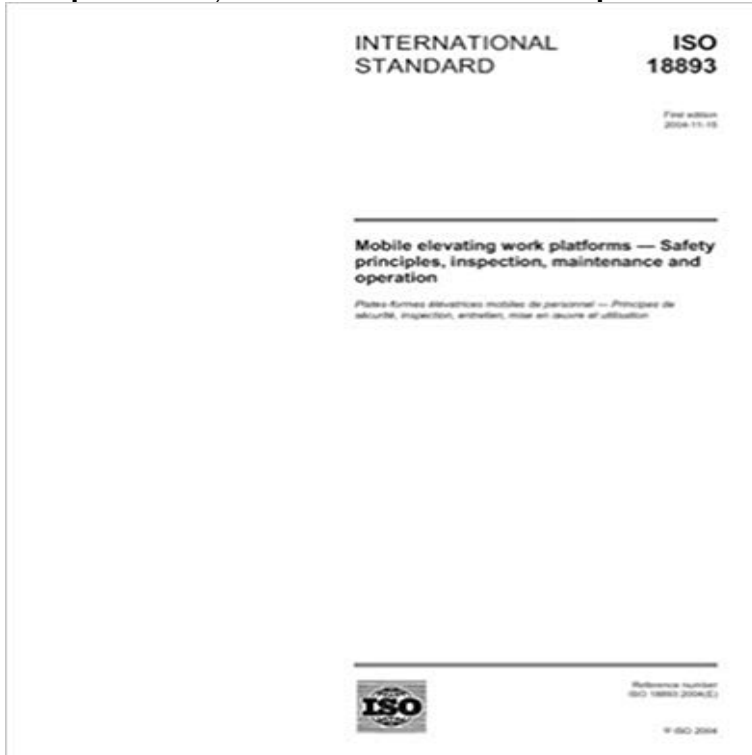 INTERNATIONAL
STANDARD
ISO
18893
First edition
2004-11-15
Mobile elevating work platforms — Safety
principles, inspection, maintenance and
operation
Plates-formes élévatrices mobiles de personnel — Principes de
sécurité, inspection, entretien, mise en œuvre et utilisation
ISO
Reference number
ISO 18893:2004(E)
© ISO 2004